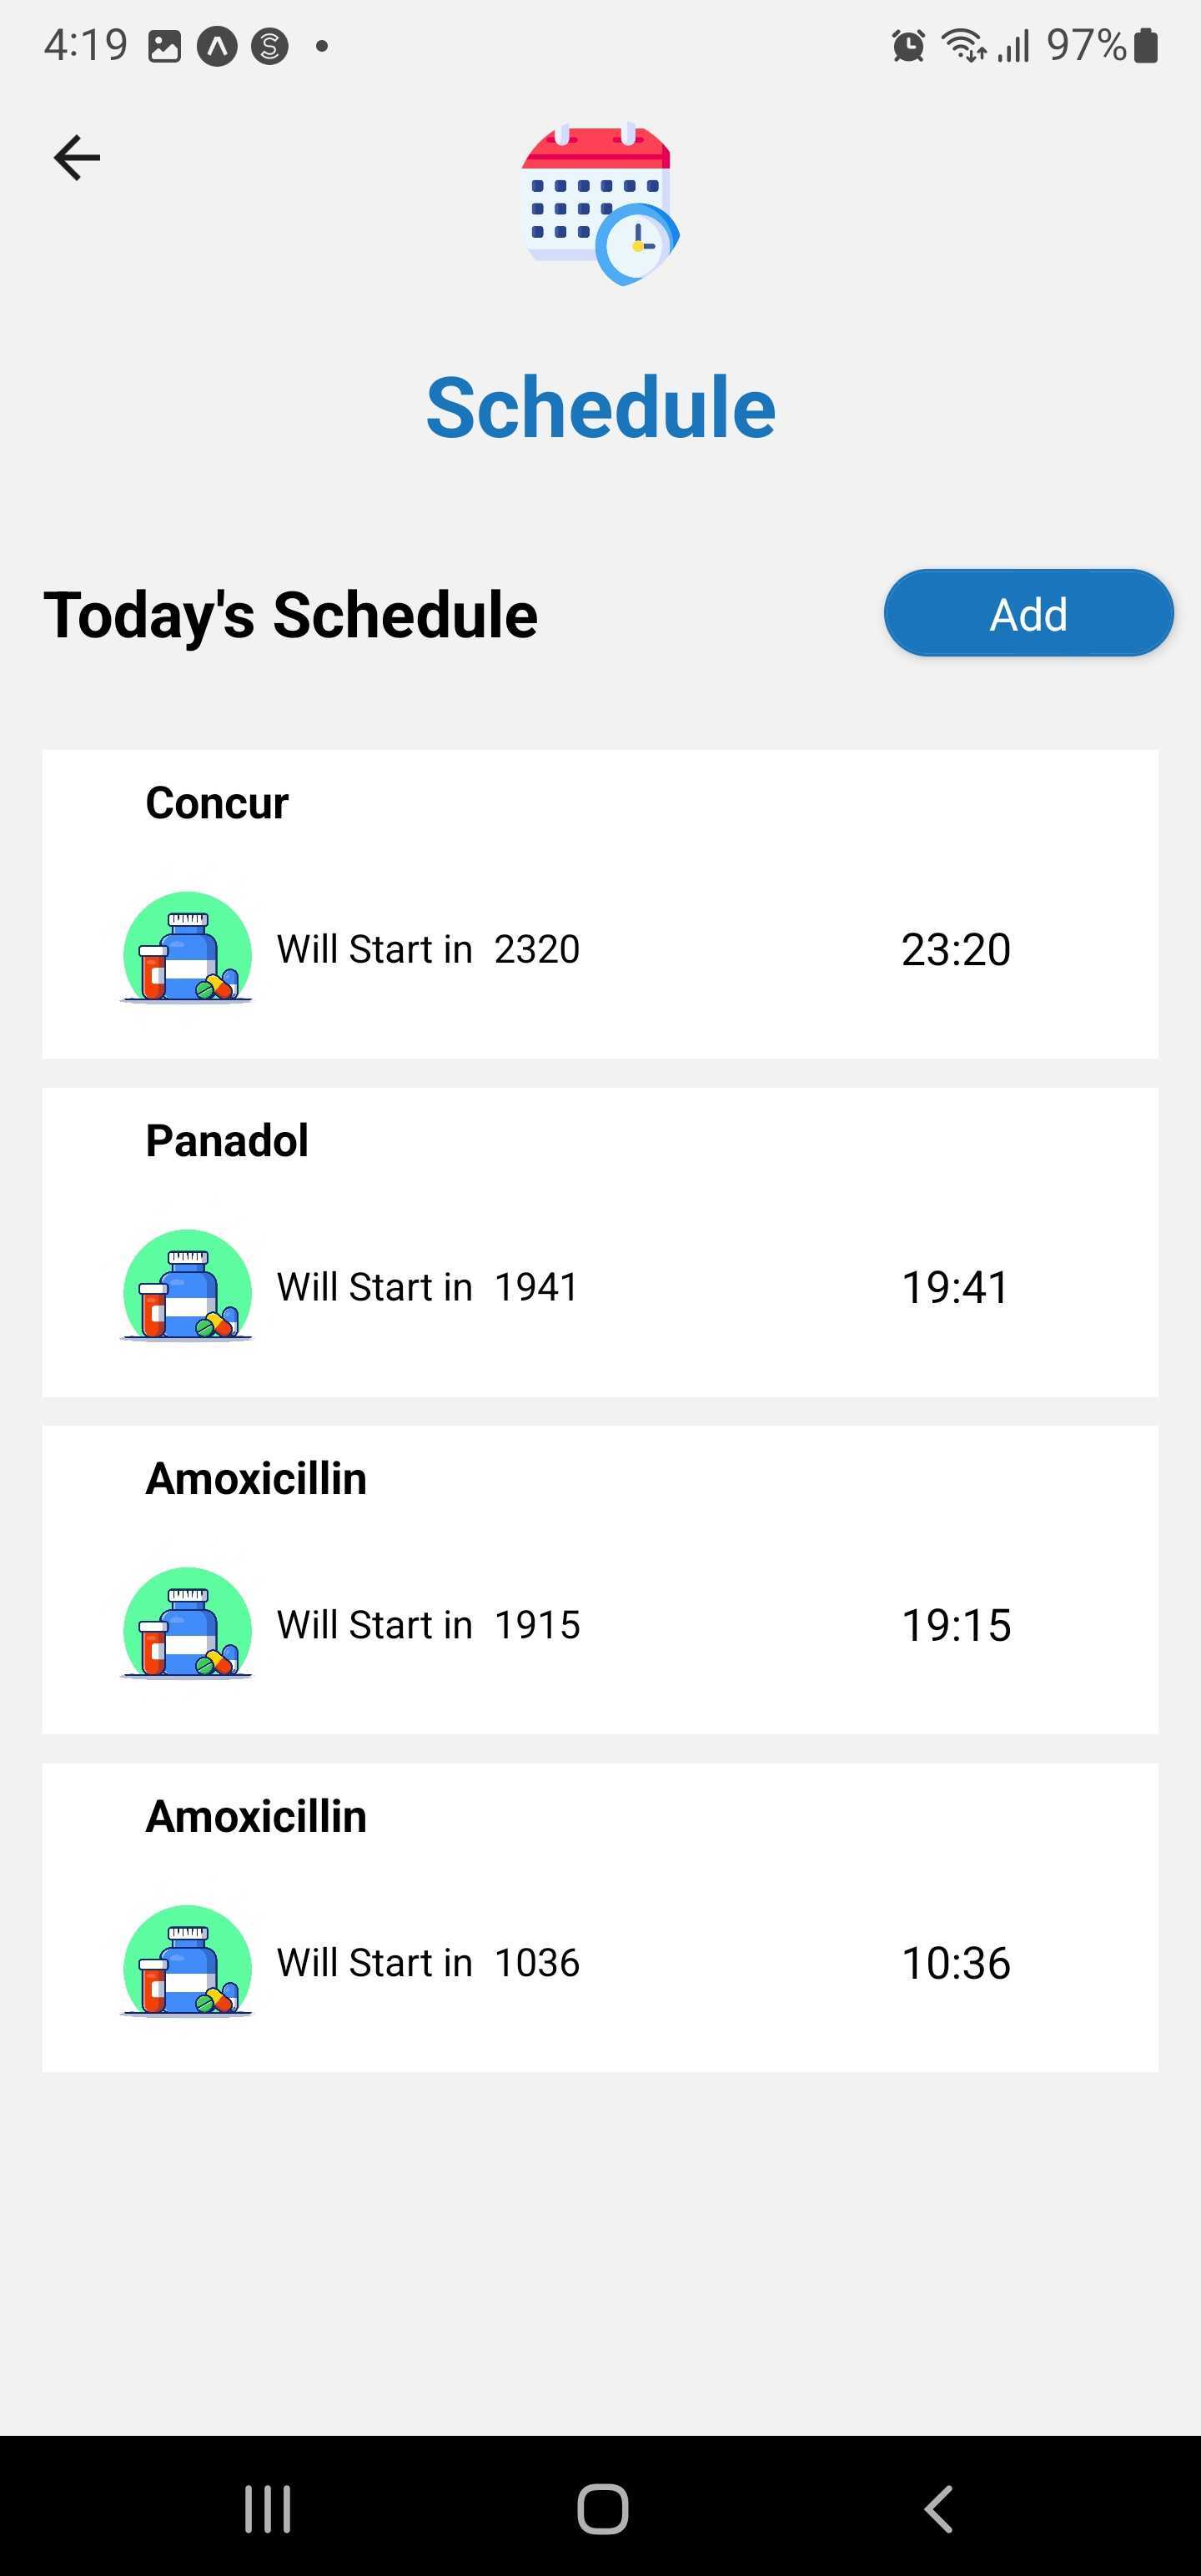 4:19 97%
Schedule
Today's Schedule Add
Concur
Will Start in 2320 23:20
Panadol
Will Start in 1941 19:41
Amoxicillin
Will Start in 1915 19:15
Amoxicillin
Will Start in 1036 10:36